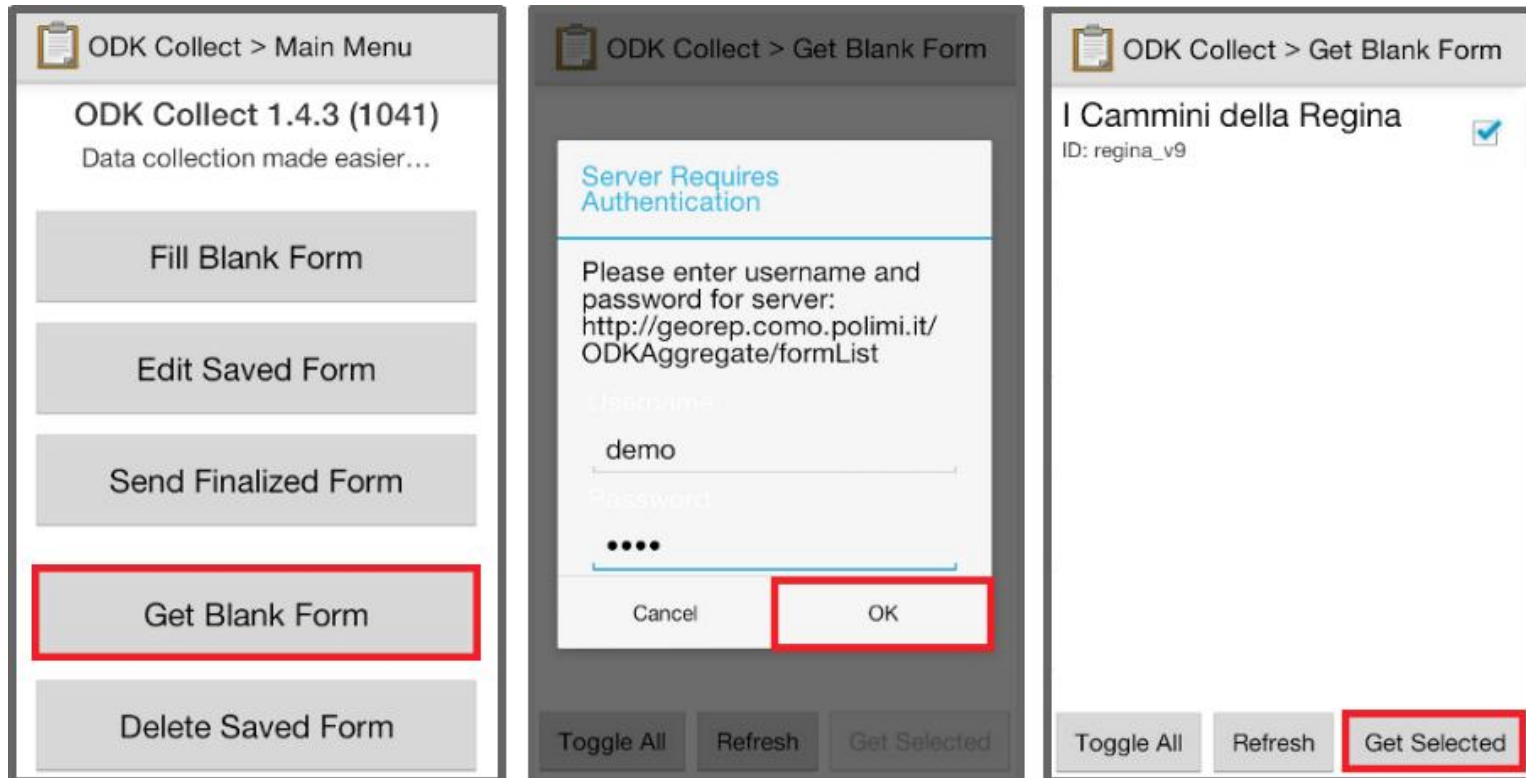 ODK Collect > Main Menu
ODK Collect 1.4.3 (1041)
Data collection made easier...
Fill Blank Form
Edit Saved Form
Send Finalized Form
Get Blank Form
Delete Saved Form
ODK Collect > Get Blank Form
Server Requires
Authentication
Please enter username and
password for server:
http://georep.como.polimi.it/
ODKAggregate/formList
Username
demo
Password
••••
Cancel
OK
Toggle All
Refresh
Get Selected
ODK Collect > Get Blank Form
I Cammini della Regina
ID: regina_v9
Toggle All
Refresh
Get Selected